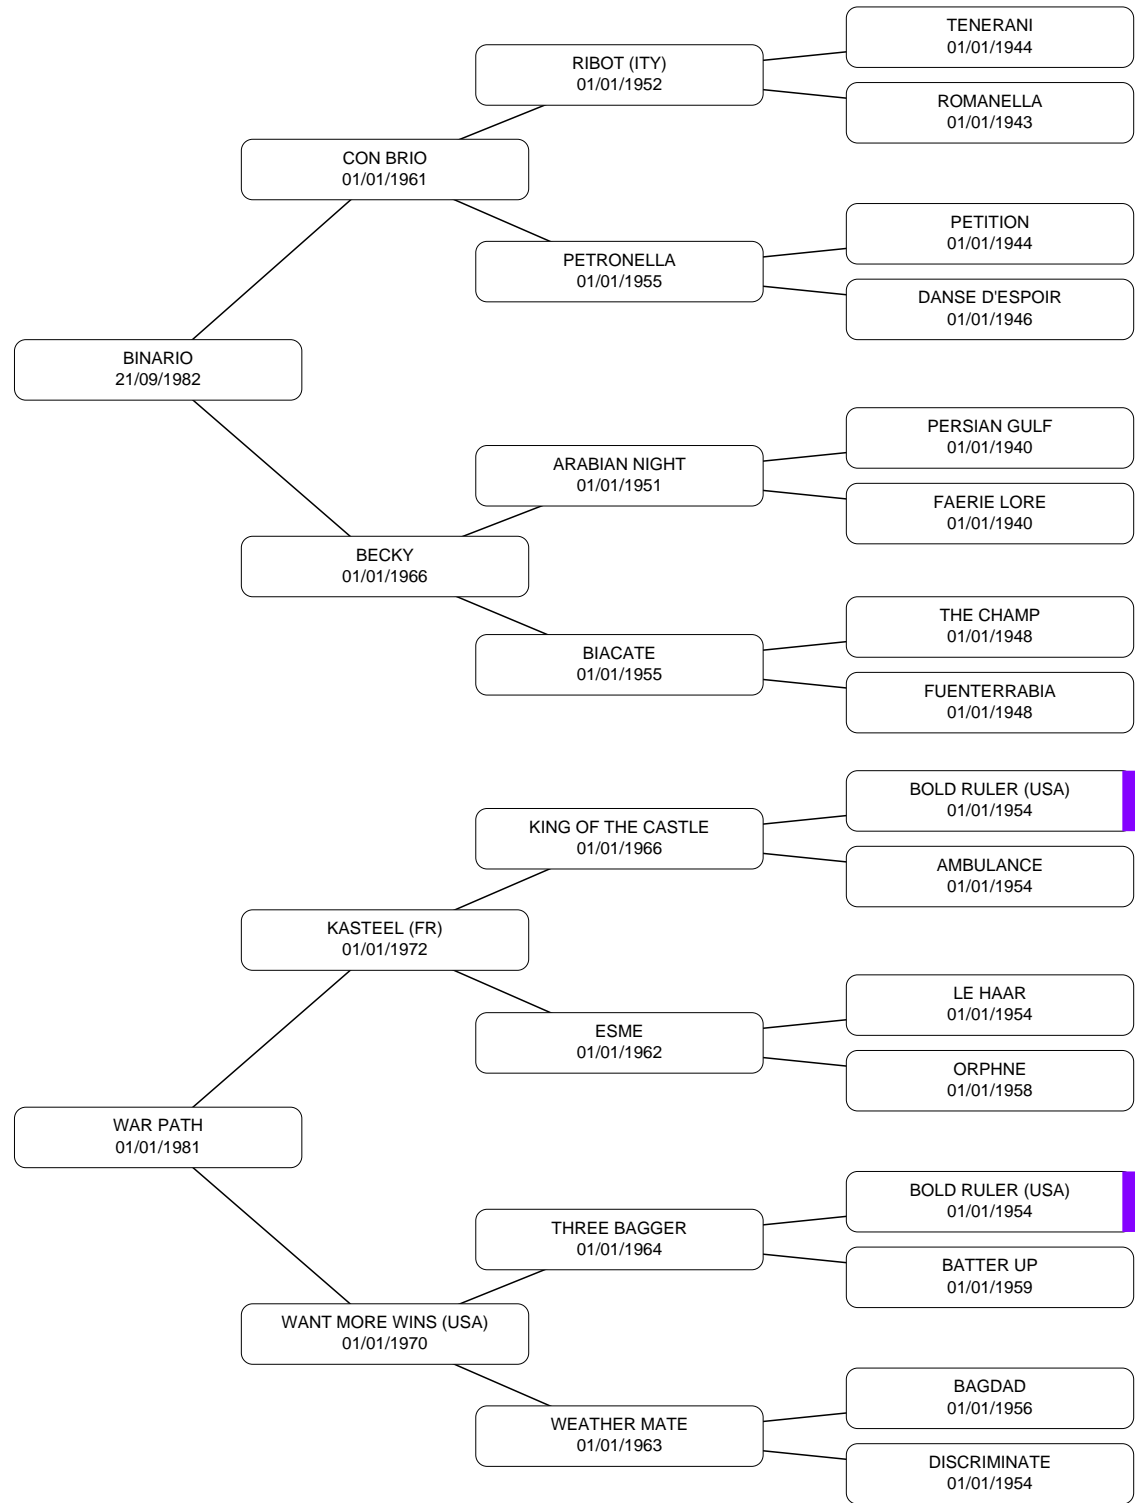 TENERANI
01/01/1944
RIBOT (ITY)
01/01/1952
ROMANELLA
01/01/1943
CON BRIO
01/01/1961
PETITION
01/01/1944
PETRONELLA
01/01/1955
DANSE D'ESPOIR
01/01/1946
BINARIO
21/09/1982
PERSIAN GULF
01/01/1940
ARABIAN NIGHT
01/01/1951
FAERIE LORE
01/01/1940
BECKY
01/01/1966
THE CHAMP
01/01/1948
BIACATE
01/01/1955
FUENTERRABIA
01/01/1948
BOLD RULER (USA)
01/01/1954
KING OF THE CASTLE
01/01/1966
AMBULANCE
01/01/1954
KASTEEL (FR)
01/01/1972
LE HAAR
01/01/1954
ESME
01/01/1962
ORPHNE
01/01/1958
WAR PATH
01/01/1981
BOLD RULER (USA)
01/01/1954
THREE BAGGER
01/01/1964
BATTER UP
01/01/1959
WANT MORE WINS (USA)
01/01/1970
BAGDAD
01/01/1956
WEATHER MATE
01/01/1963
DISCRIMINATE
01/01/1954